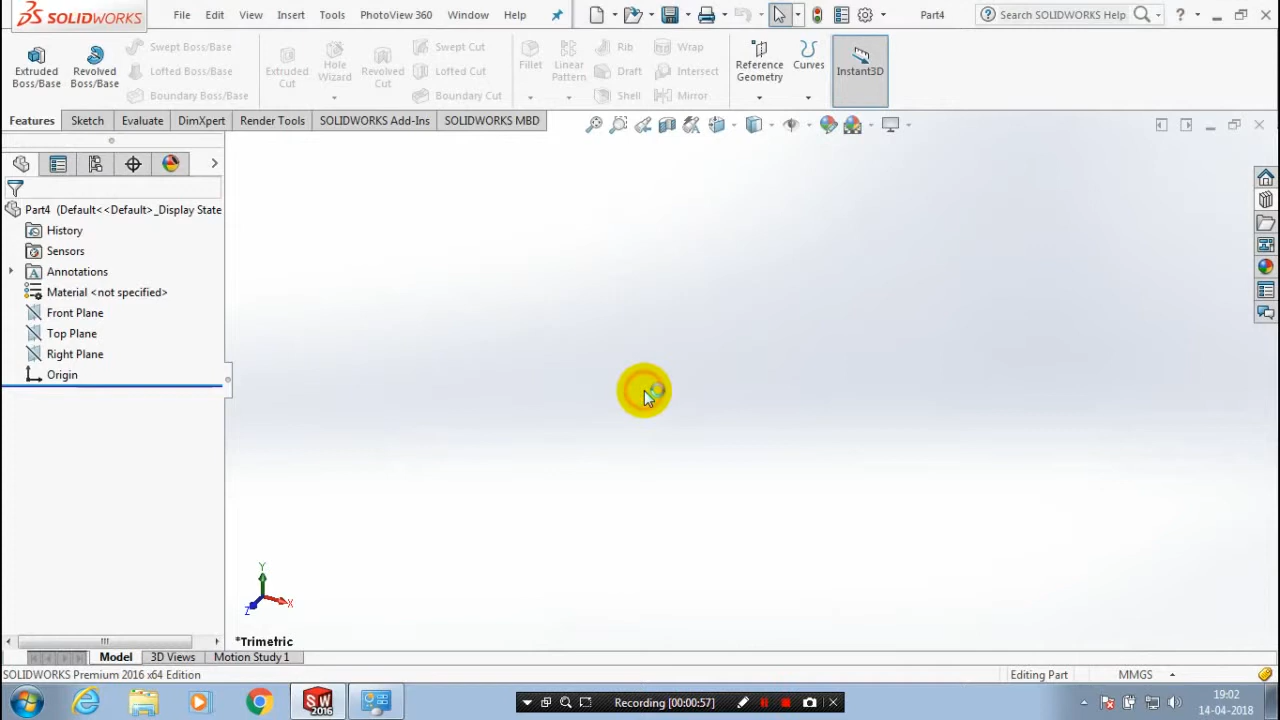 SOLIDWORKS File Edit View Insert Tools PhotoView 360 Window Help Part4 Search SOLIDWORKS Help ?
Extruded Boss/Base
Revolved Boss/Base
Swept Boss/Base
Lofted Boss/Base
Boundary Boss/Base
Extruded Cut
Hole Wizard
Revolved Cut
Swept Cut
Lofted Cut
Boundary Cut
Fillet
Linear Pattern
Rib
Draft
Shell
Wrap
Intersect
Mirror
Reference Geometry
Curves
Instant3D
Features Sketch Evaluate DimXpert Render Tools SOLIDWORKS Add-Ins SOLIDWORKS MBD
Part4 (Default<<Default>_Display State
History
Sensors
Annotations
Material <not specified>
Front Plane
Top Plane
Right Plane
Origin
Y
X
Z
*Trimetric
Model 3D Views Motion Study 1
SOLIDWORKS Premium 2016 x64 Edition Editing Part MMGS
SW 2016
Recording [00:00:57]
19:02
14-04-2018